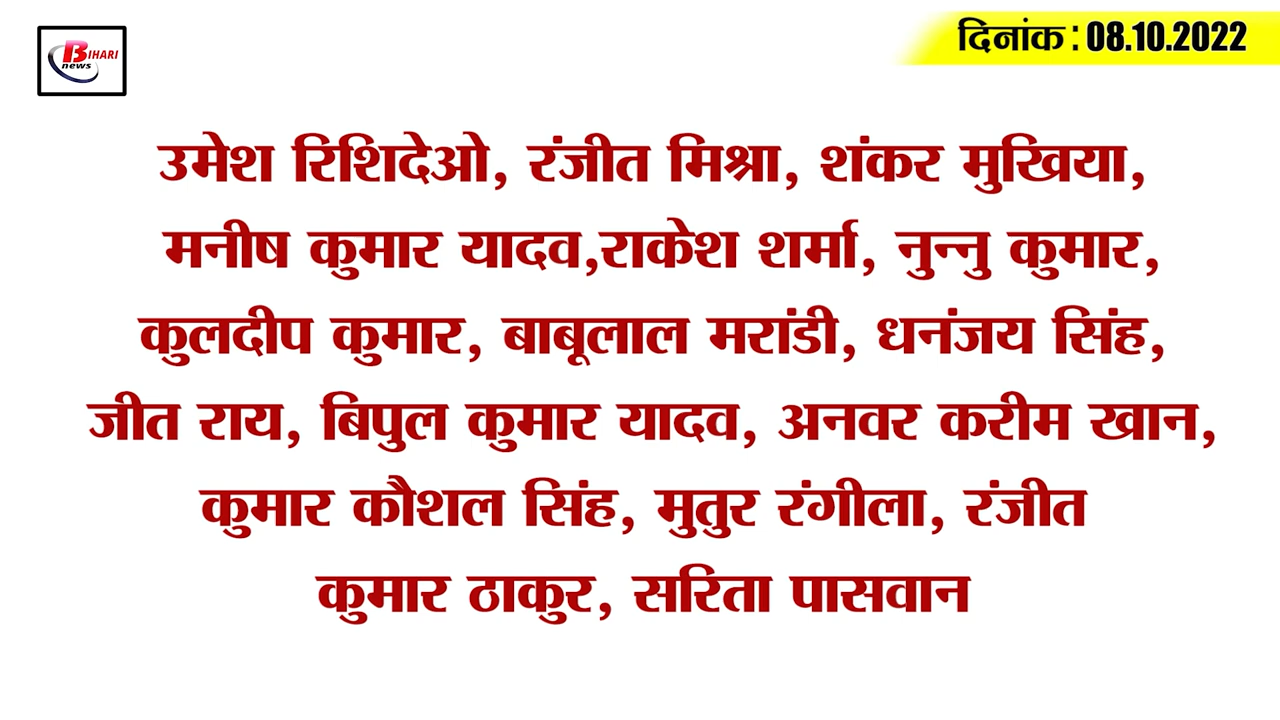 BIHARI
news
दिनांक : 08.10.2022
उमेश रिशिदेओ, रंजीत मिश्रा, शंकर मुखिया,
मनीष कुमार यादव,राकेश शर्मा, नुन्नु कुमार,
कुलदीप कुमार, बाबूलाल मरांडी, धनंजय सिंह,
जीत राय, बिपुल कुमार यादव, अनवर करीम खान,
कुमार कौशल सिंह, मुतुर रंगीला, रंजीत
कुमार ठाकुर, सरिता पासवान